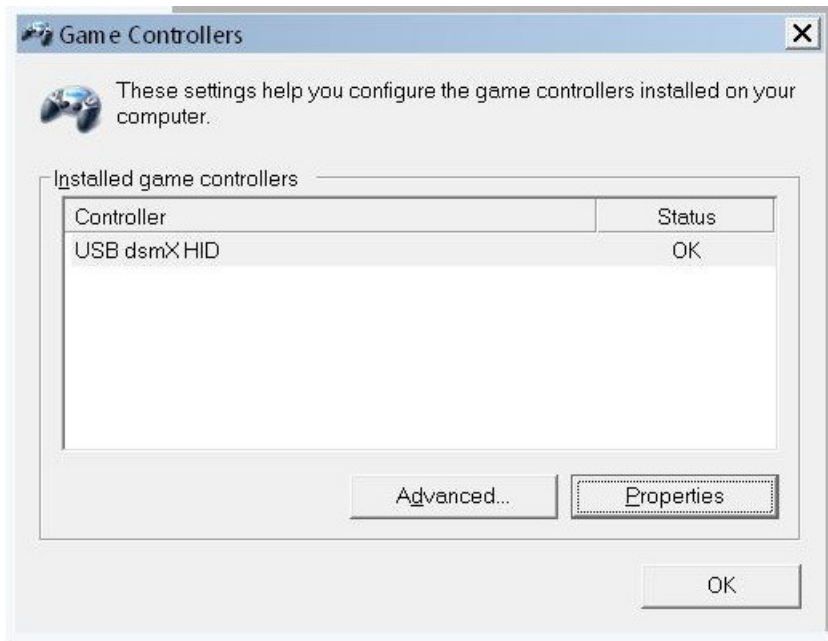 Game Controllers
These settings help you configure the game controllers installed on your
computer.
Installed game controllers
Controller Status
USB dsmX HID OK
Advanced... Properties
OK